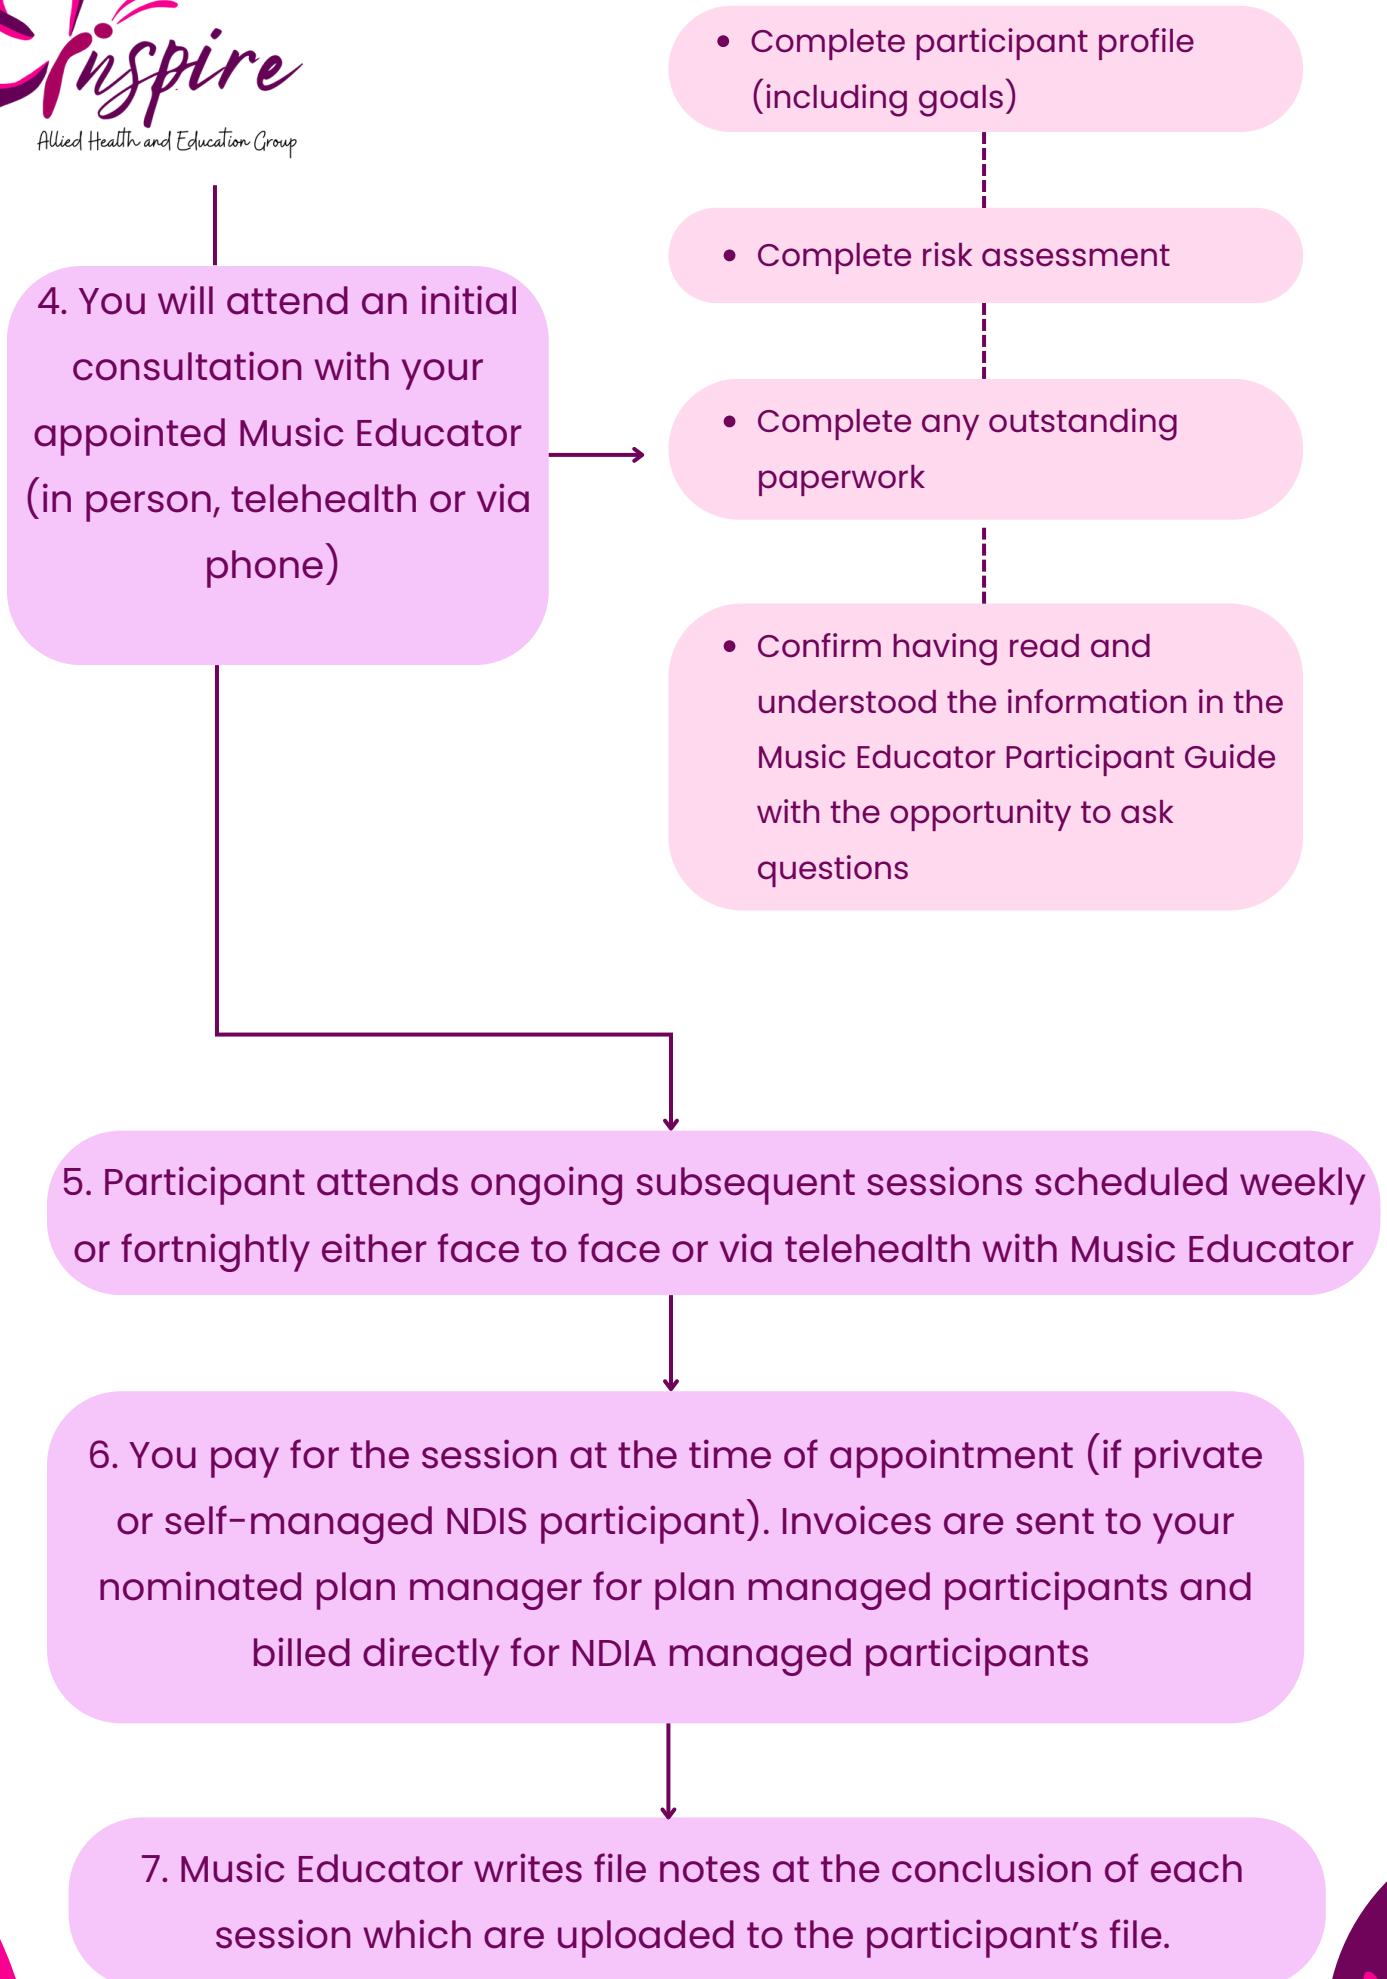 inspire
Allied Health and Education Group
• Complete participant profile
(including goals)
• Complete risk assessment
4. You will attend an initial
consultation with your
appointed Music Educator
(in person, telehealth or via
phone)
• Complete any outstanding
paperwork
• Confirm having read and
understood the information in the
Music Educator Participant Guide
with the opportunity to ask
questions
5. Participant attends ongoing subsequent sessions scheduled weekly
or fortnightly either face to face or via telehealth with Music Educator
6. You pay for the session at the time of appointment (if private
or self-managed NDIS participant). Invoices are sent to your
nominated plan manager for plan managed participants and
billed directly for NDIA managed participants
7. Music Educator writes file notes at the conclusion of each
session which are uploaded to the participant’s file.